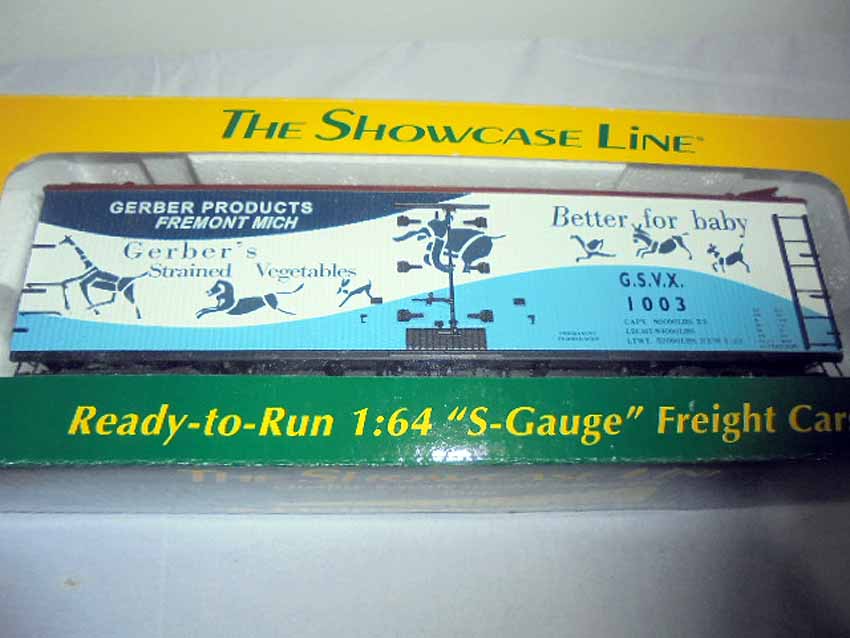 THE SHOWCASE LINE
GERBER PRODUCTS
FREMONT MICH
Gerber's
Strained Vegetables
Better for baby
G.S.V.X.
1003
Ready-to-Run 1:64 "S-Gauge" Freight Cars